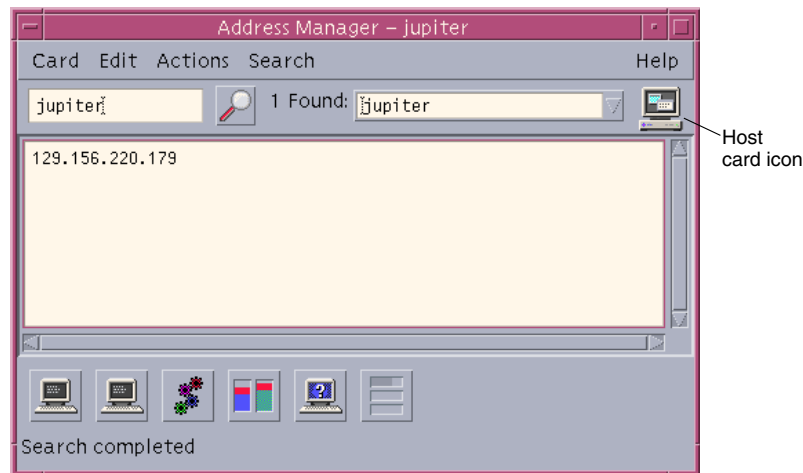 Address Manager – jupiter
Card Edit Actions Search Help
jupiter 1 Found: jupiter
Host
card icon
129.156.220.179
Search completed